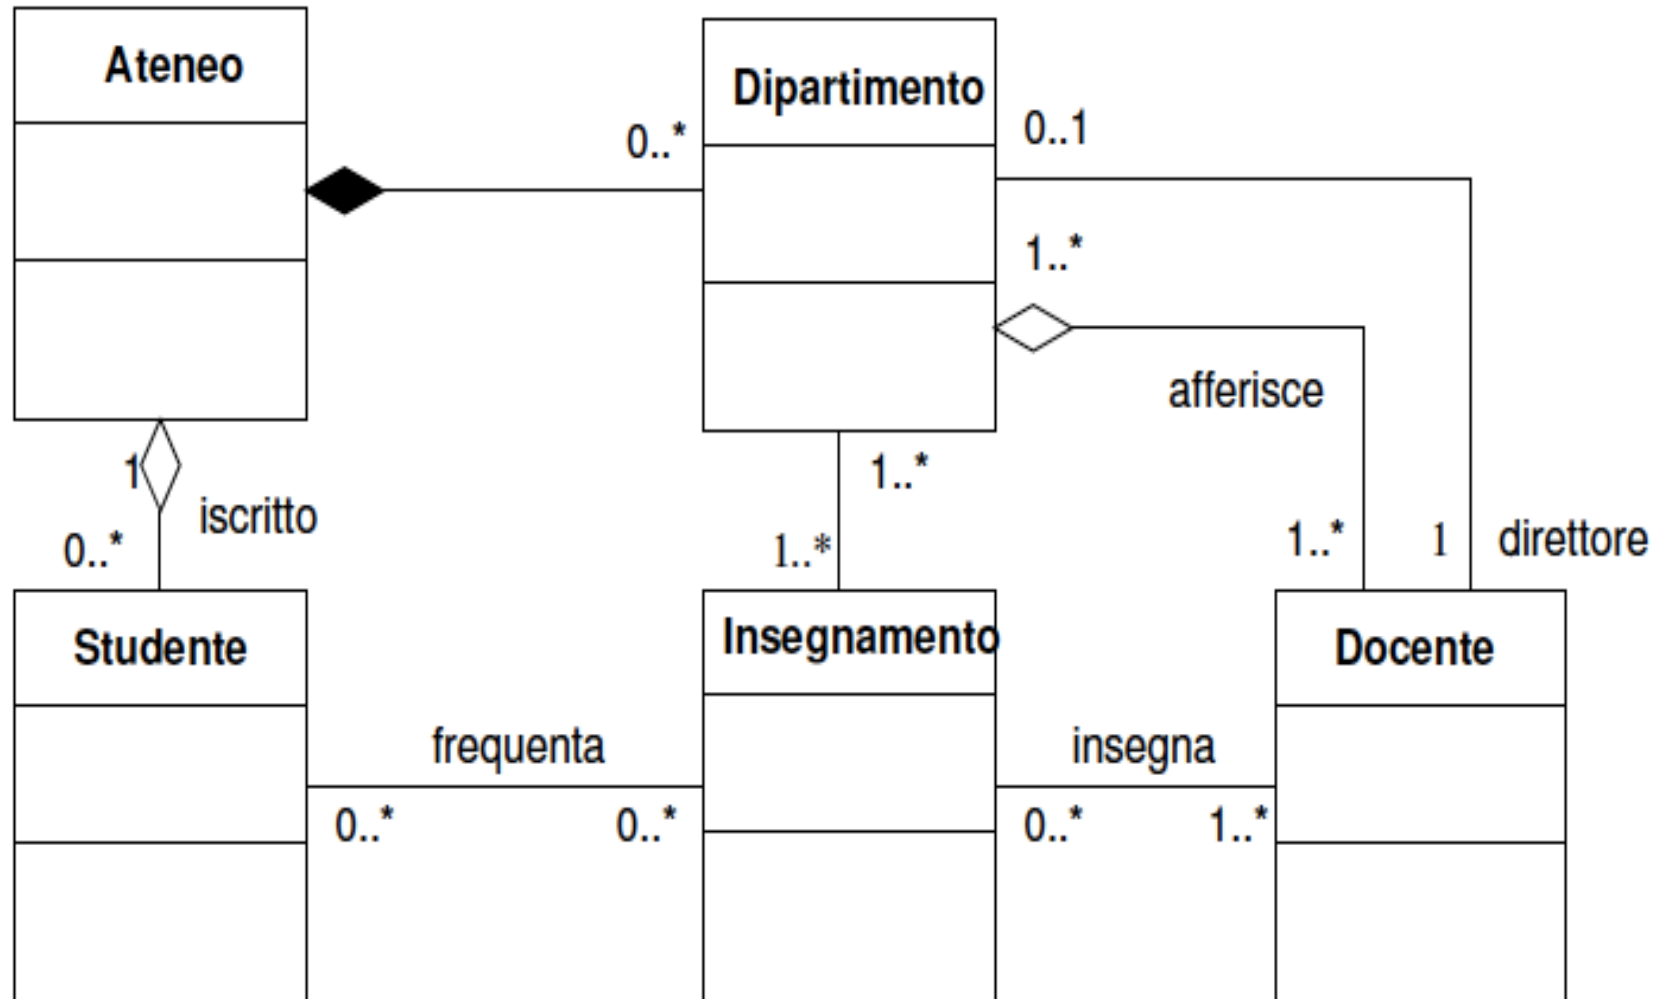 Ateneo
Dipartimento
0..*
0..1
1..*
afferisce
1
iscritto
0..*
1..*
1..*
1..*
1
direttore
Studente
Insegnamento
Docente
frequenta
0..*
0..*
insegna
0..*
1..*